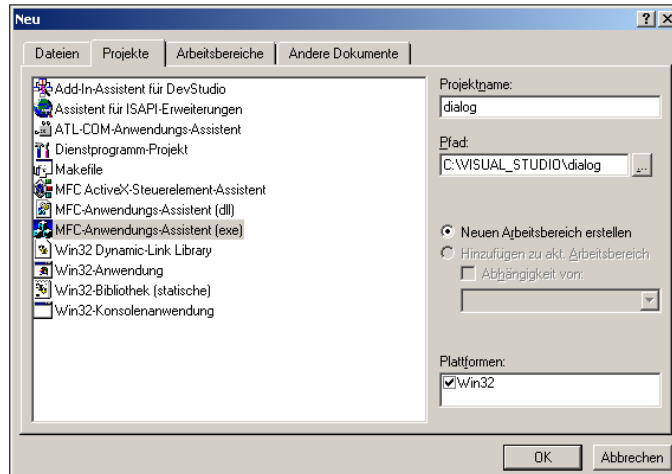 Neu
Dateien Projekte Arbeitsbereiche Andere Dokumente
Add-In-Assistent für DevStudio
Assistent für ISAPI-Erweiterungen
ATL-COM-Anwendungs-Assistent
Dienstprogramm-Projekt
Makefile
MFC ActiveX-Steuerelement-Assistent
MFC-Anwendungs-Assistent (dll)
MFC-Anwendungs-Assistent (exe)
Win32 Dynamic-Link Library
Win32-Anwendung
Win32-Bibliothek (statische)
Win32-Konsolenanwendung
Projektname:
dialog
Pfad:
C:\VISUAL_STUDIO\dialog ...
Neuen Arbeitsbereich erstellen
Hinzufügen zu akt. Arbeitsbereich
Abhängigkeit von:
Plattformen:
Win32
OK Abbrechen